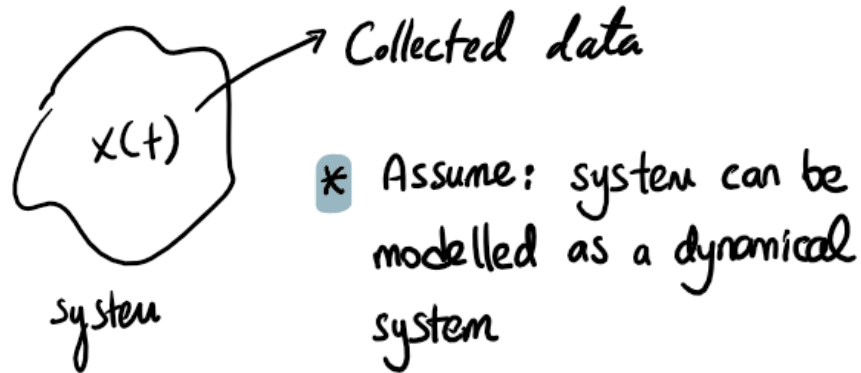 Collected data
x(t)
* Assume: system can be
modelled as a dynamical
system
system